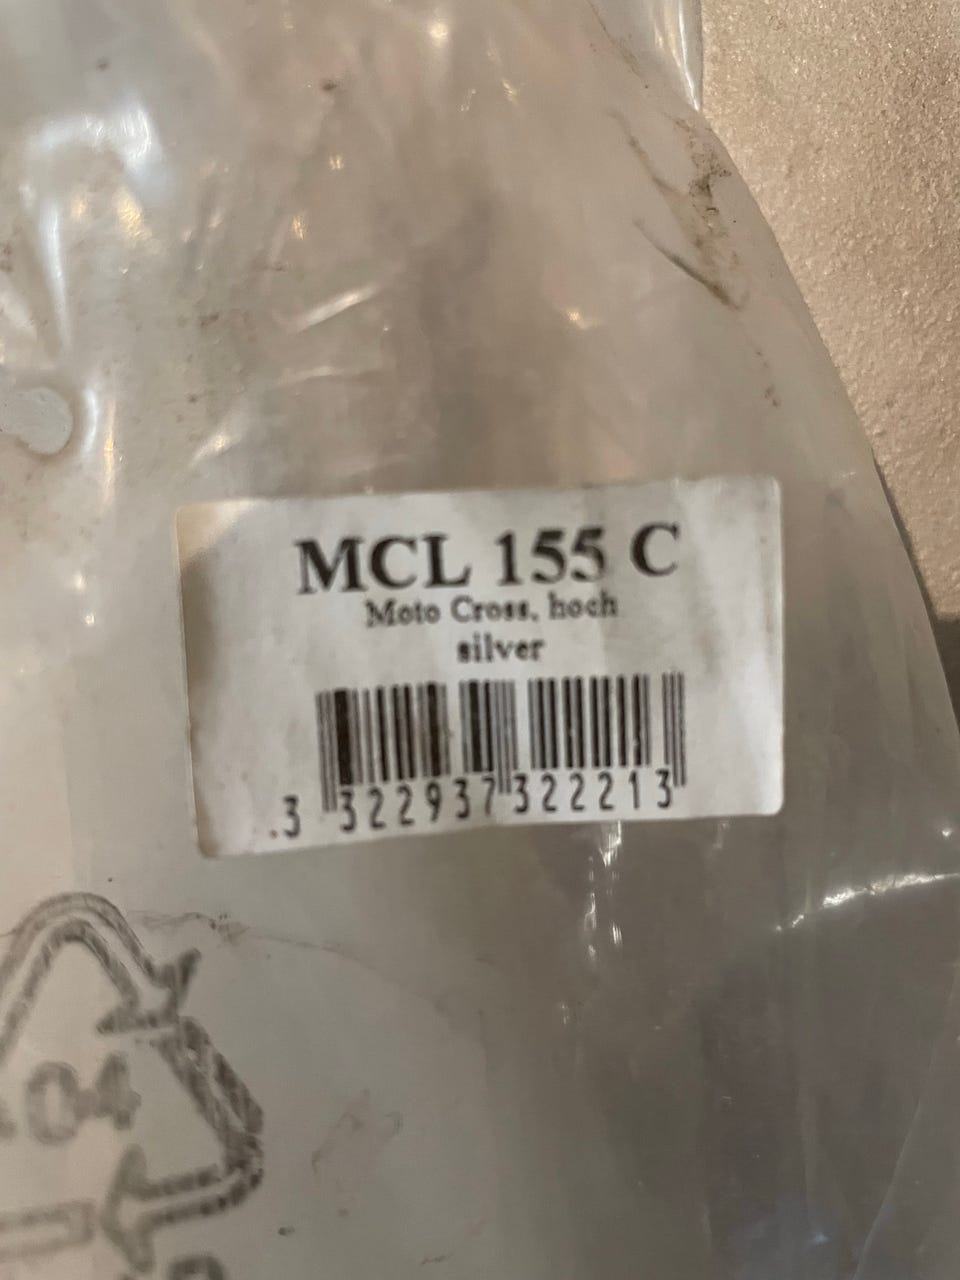 MCL 155 C
Moto Cross, hoch
silver
.3 322937 322213
04